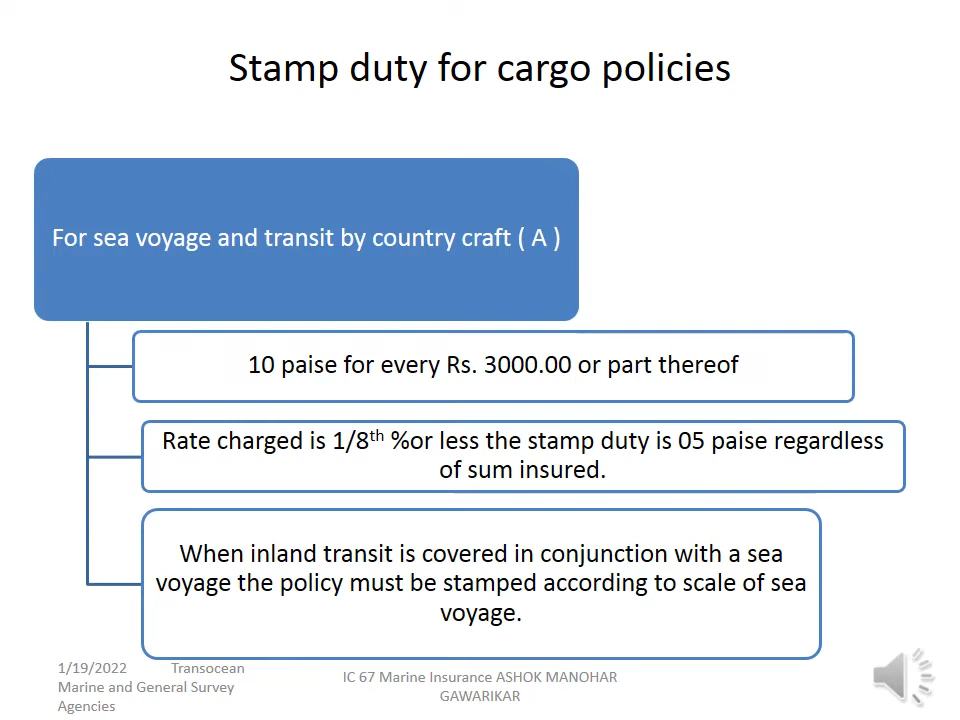 Stamp duty for cargo policies
For sea voyage and transit by country craft ( A )
10 paise for every Rs. 3000.00 or part thereof
Rate charged is 1/8th %or less the stamp duty is 05 paise regardless
of sum insured.
When inland transit is covered in conjunction with a sea
voyage the policy must be stamped according to scale of sea
voyage.
1/19/2022 Transocean
Marine and General Survey
Agencies
IC 67 Marine Insurance ASHOK MANOHAR
GAWARIKAR